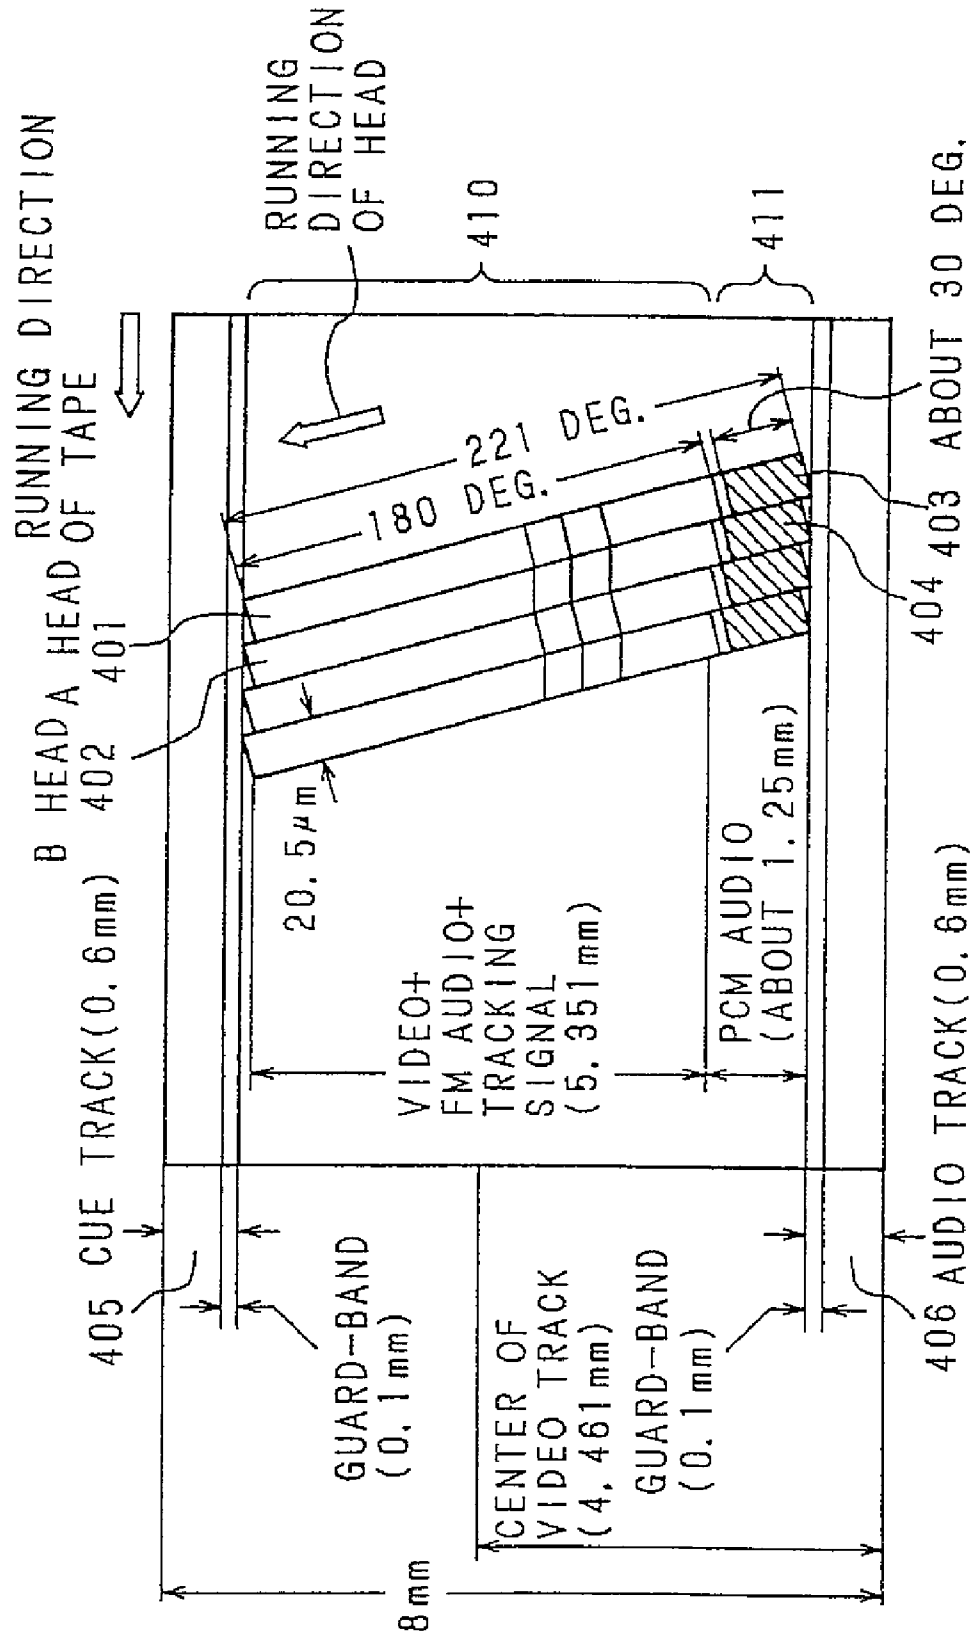 B HEAD
402
A HEAD
401
RUNNING DIRECTION
OF TAPE
405
CUE TRACK(0.6mm)
RUNNING
DIRECTION
OF HEAD
221 DEG.
180 DEG.
410
411
20.5μm
GUARD-BAND
(0.1mm)
VIDEO+
FM AUDIO+
TRACKING
SIGNAL
(5.351mm)
8mm
CENTER OF
VIDEO TRACK
(4,461mm)
PCM AUDIO
(ABOUT 1.25mm)
GUARD-BAND
(0.1mm)
406
AUDIO TRACK(0.6mm)
404
403
ABOUT 30 DEG.